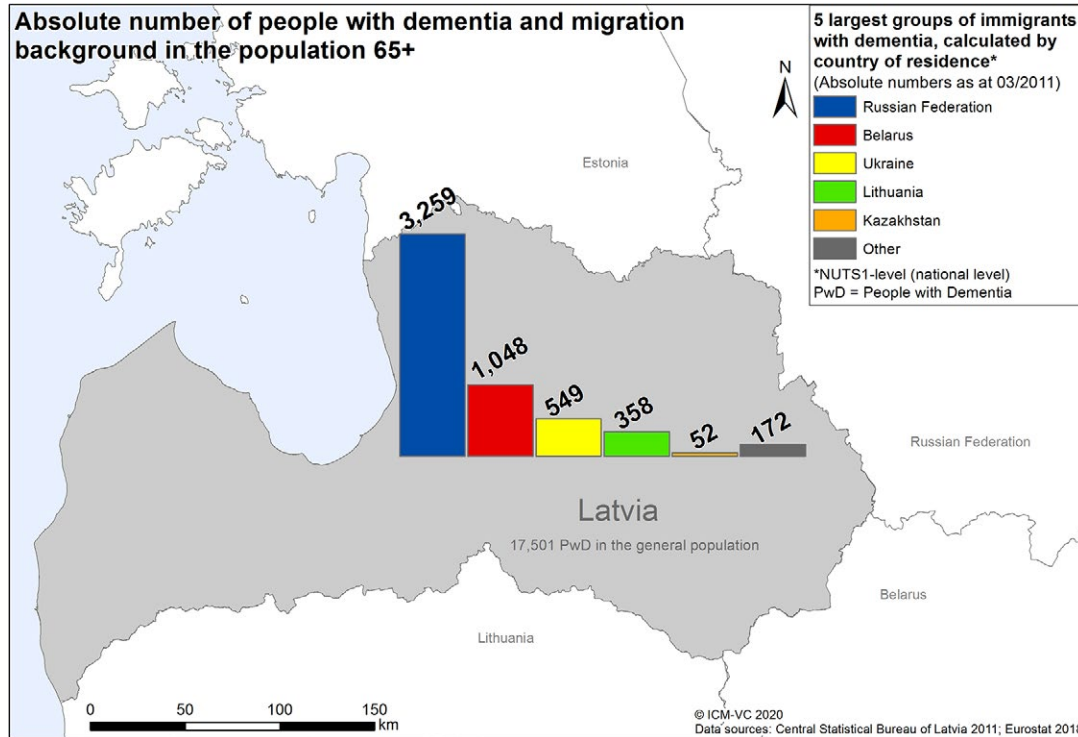 Absolute number of people with dementia and migration
background in the population 65+
5 largest groups of immigrants
with dementia, calculated by
country of residence*
(Absolute numbers as at 03/2011)
Russian Federation
Belarus
Ukraine
Lithuania
Kazakhstan
Other
*NUTS1-level (national level)
PwD = People with Dementia
N
Estonia
3,259
1,048
549
358
52
172
Russian Federation
Latvia
17,501 PwD in the general population
Belarus
Lithuania
0 50 100 150
km
© ICM-VC 2020
Data sources: Central Statistical Bureau of Latvia 2011; Eurostat 2018